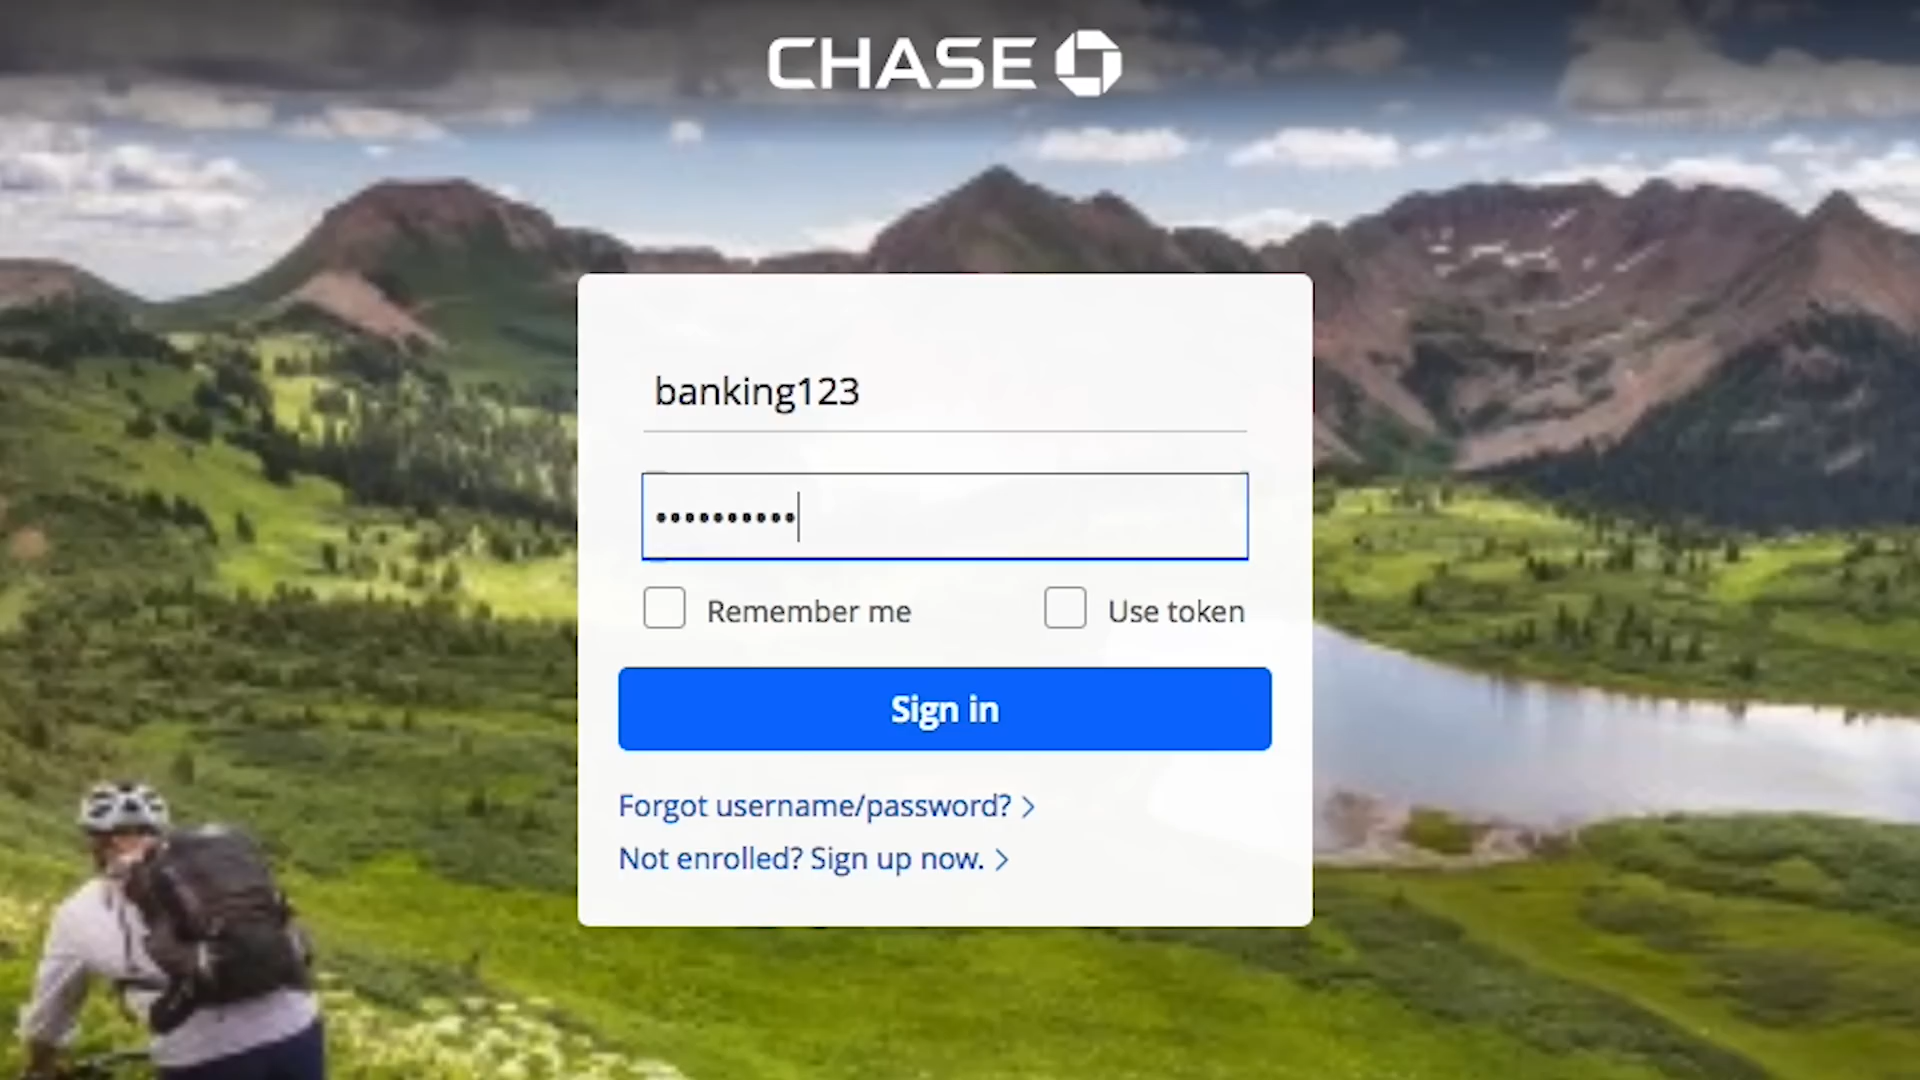 CHASE
banking123
••••••••••
Remember me
Use token
Sign in
Forgot username/password? >
Not enrolled? Sign up now. >